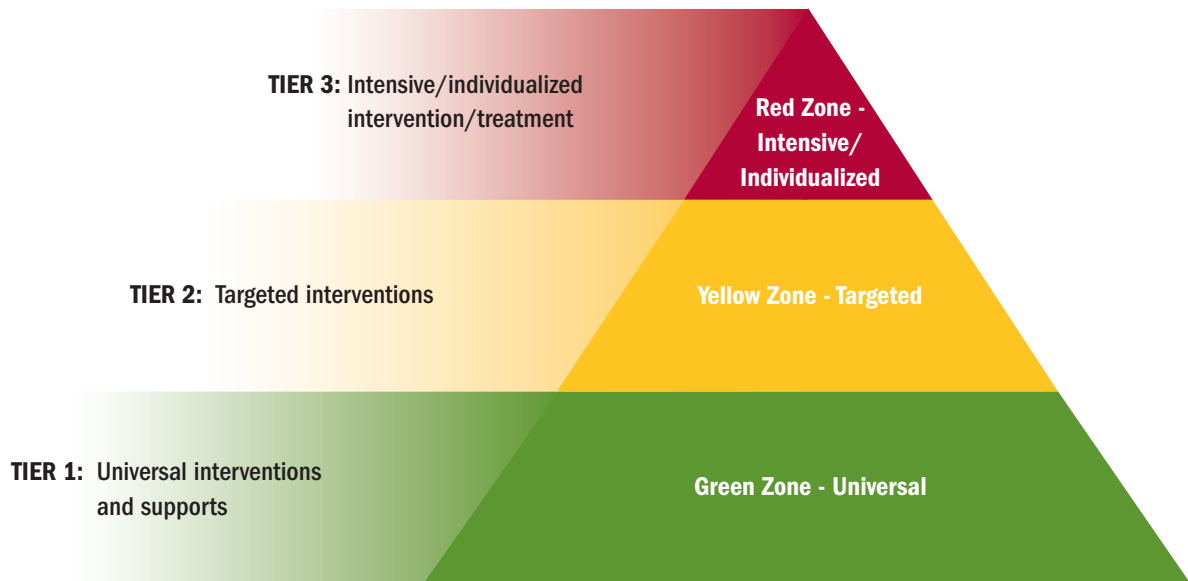 TIER 3: Intensive/individualized
intervention/treatment
Red Zone -
Intensive/
Individualized
TIER 2: Targeted interventions
Yellow Zone - Targeted
TIER 1: Universal interventions
and supports
Green Zone - Universal